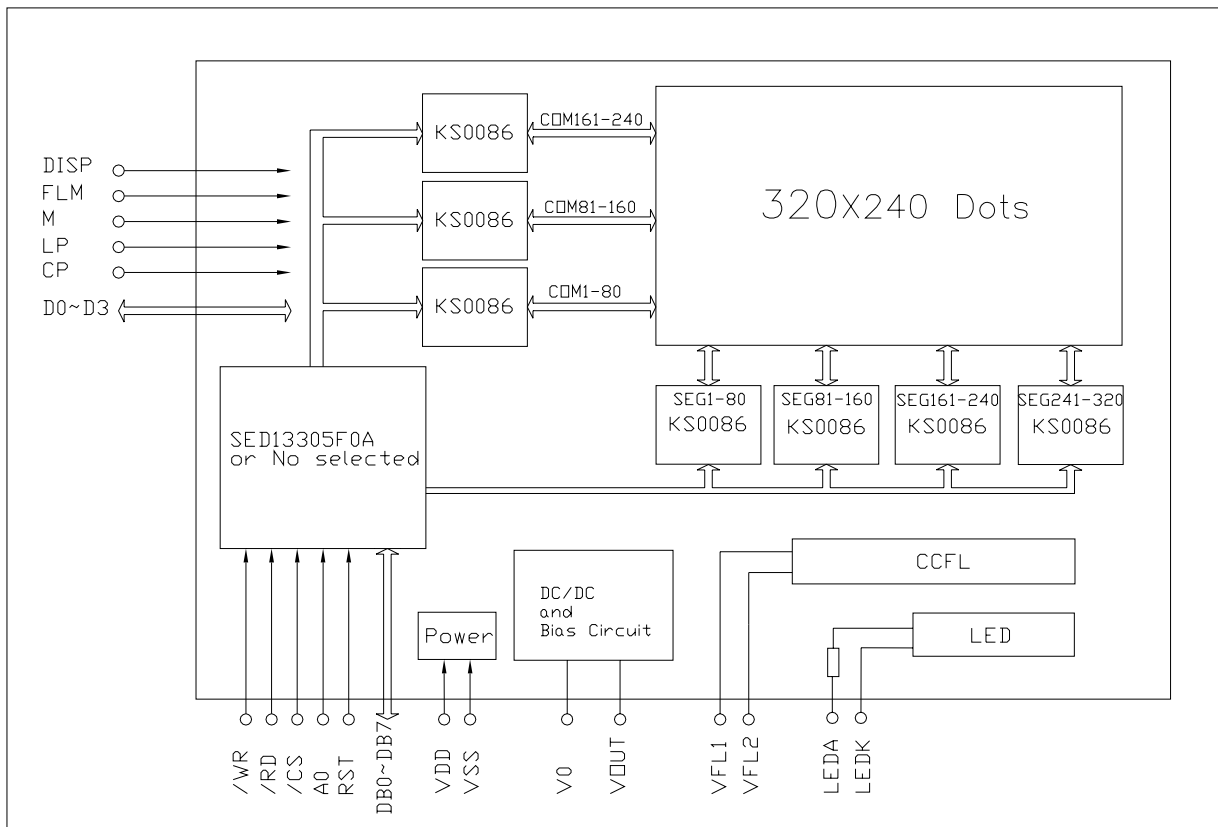 KS0086
COM161-240
DISP
FLM
M
LP
CP
D0~D3
KS0086
COM81-160
320X240 Dots
KS0086
COM1-80
SED13305F0A
or No selected
SEG1-80
KS0086
SEG81-160
KS0086
SEG161-240
KS0086
SEG241-320
KS0086
DC/DC
and
Bias Circuit
Power
CCFL
LED
/WR
/RD
/CS
A0
RST
DB0~DB7
VDD
VSS
V0
VOUT
VFL1
VFL2
LEDA
LEDK